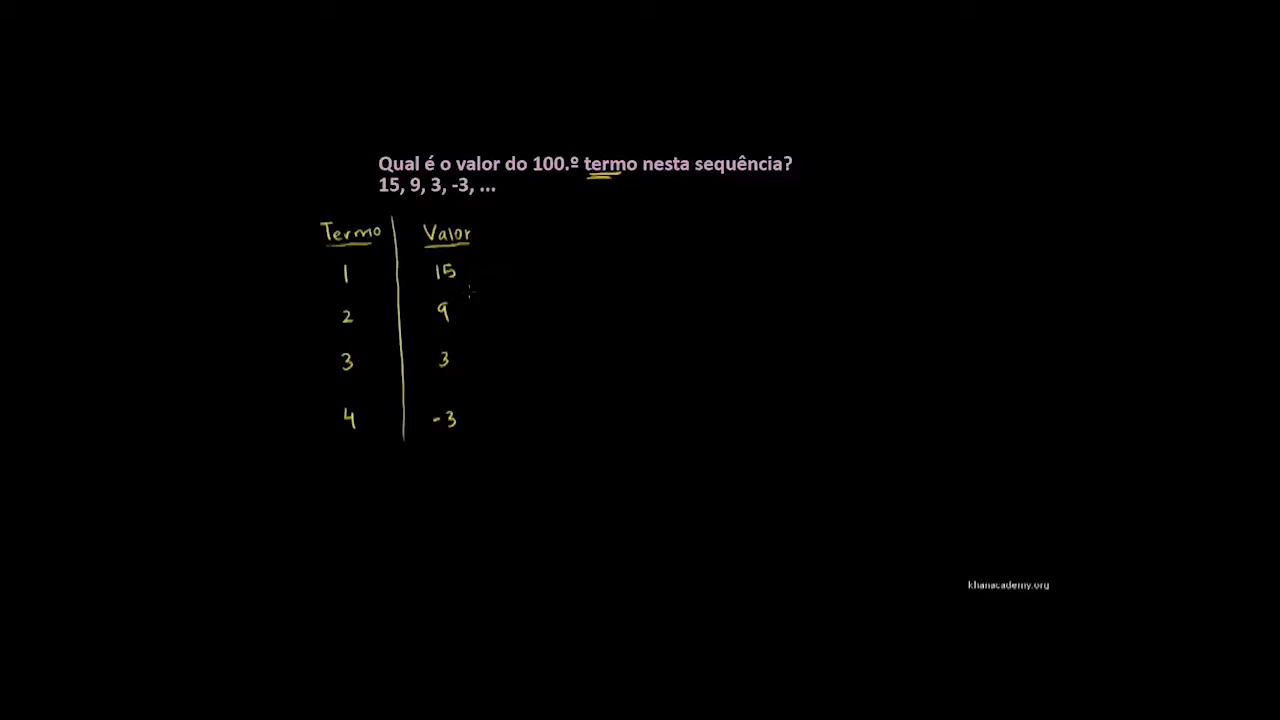 Qual é o valor do 100.º termo nesta sequência?
15, 9, 3, -3, ...
Termo Valor
1 15
2 9
3 3
4 -3
khanacademy.org